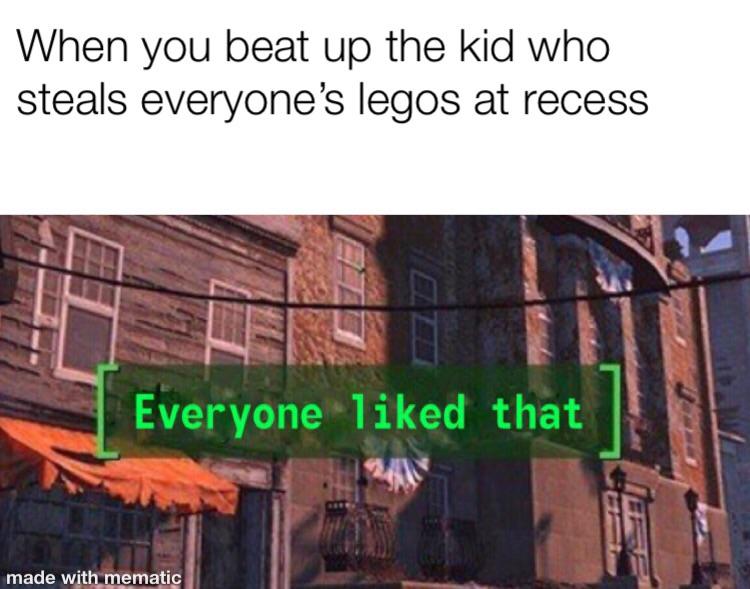 When you beat up the kid who
steals everyone’s legos at recess
[ Everyone liked that ]
made with mematic